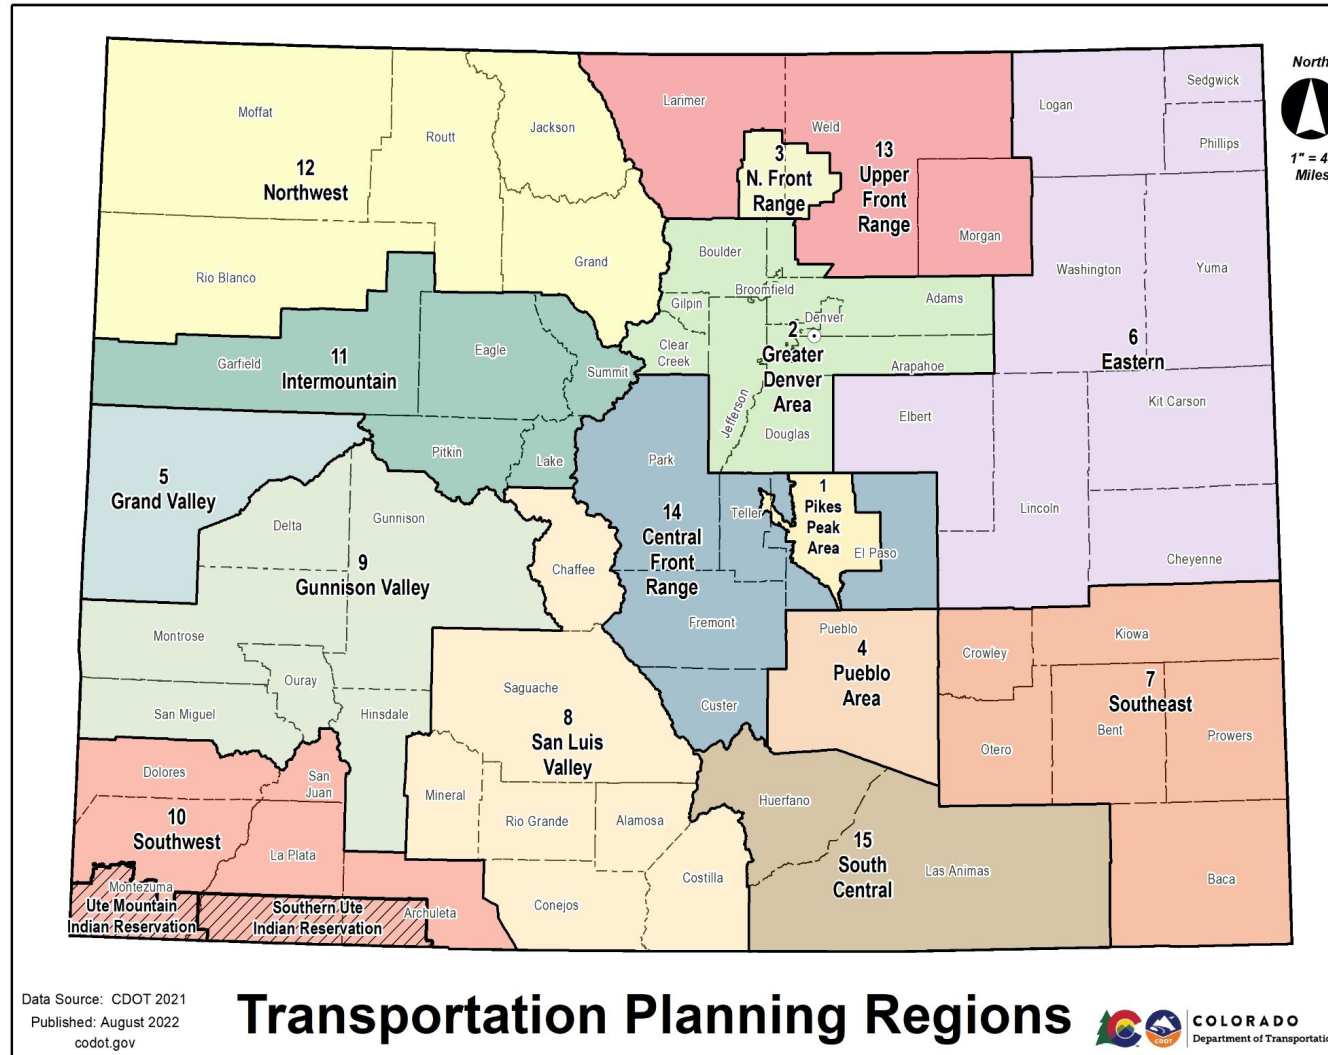 North
1" = 4
Miles
Moffat
Routt
Jackson
Larimer
Weld
Logan
Sedgwick
Phillips
12
Northwest
3
N. Front
Range
13
Upper
Front
Range
Morgan
Rio Blanco
Grand
Boulder
Broomfield
Gilpin
Adams
Denver
Washington
Yuma
2
Greater
Denver
Area
Clear
Creek
Arapahoe
6
Eastern
Garfield
11
Intermountain
Eagle
Summit
Jefferson
Douglas
Elbert
Kit Carson
Pitkin
Lake
Park
5
Grand Valley
Delta
Gunnison
14
Central
Front
Range
Teller
1
Pikes
Peak
Area
El Paso
Lincoln
Cheyenne
9
Gunnison Valley
Chaffee
Fremont
Montrose
Ouray
Pueblo
4
Pueblo
Area
Crowley
Kiowa
San Miguel
Hinsdale
Saguache
Custer
7
Southeast
8
San Luis
Valley
Otero
Bent
Prowers
Dolores
San
Juan
10
Southwest
Mineral
Rio Grande
Alamosa
Huerfano
15
South
Central
Las Animas
La Plata
Montezuma
Ute Mountain
Indian Reservation
Southern Ute
Indian Reservation
Archuleta
Conejos
Costilla
Baca
Data Source: CDOT 2021
Published: August 2022
codot.gov
Transportation Planning Regions
CDOT
COLORADO
Department of Transportatio